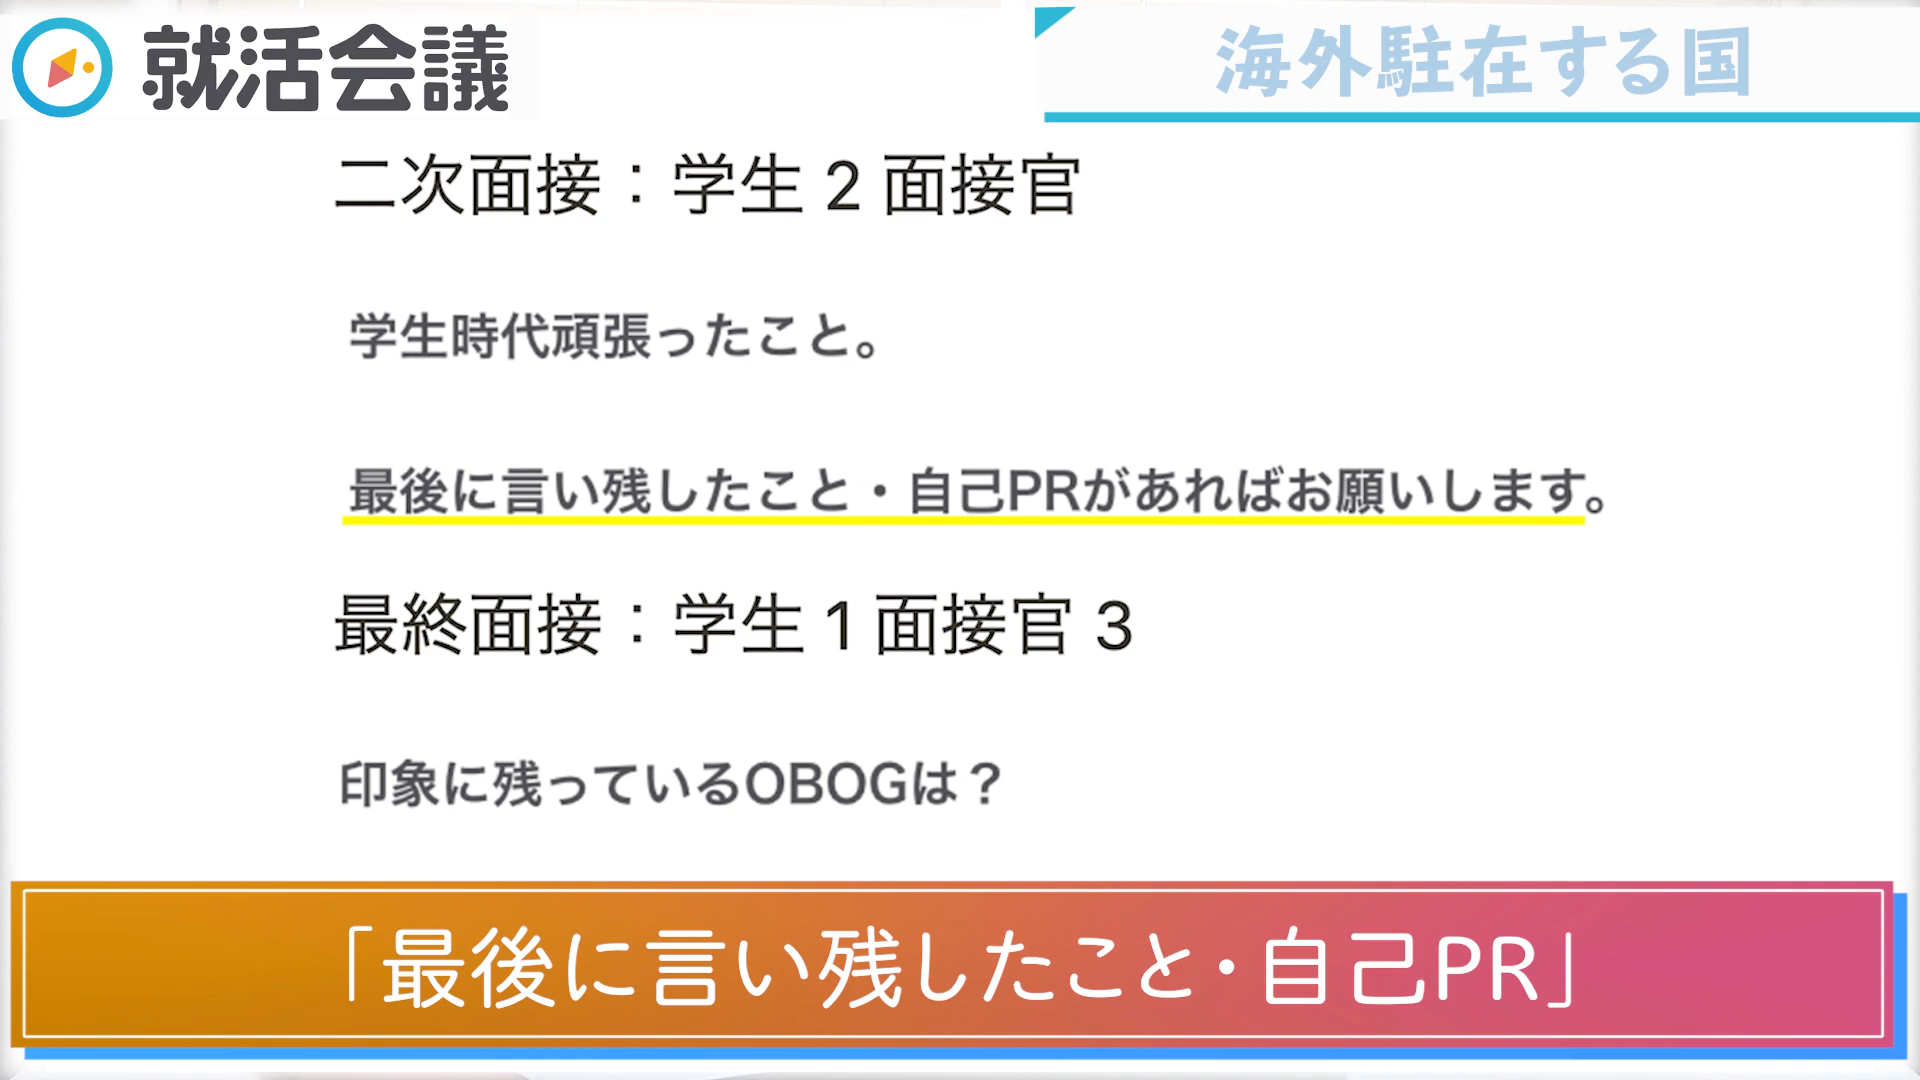 就活会議
海外駐在する国
二次面接：学生 2 面接官
学生時代頑張ったこと。
最後に言い残したこと・自己PRがあればお願いします。
最終面接：学生 1 面接官 3
印象に残っているOBOGは？
「最後に言い残したこと・自己PR」